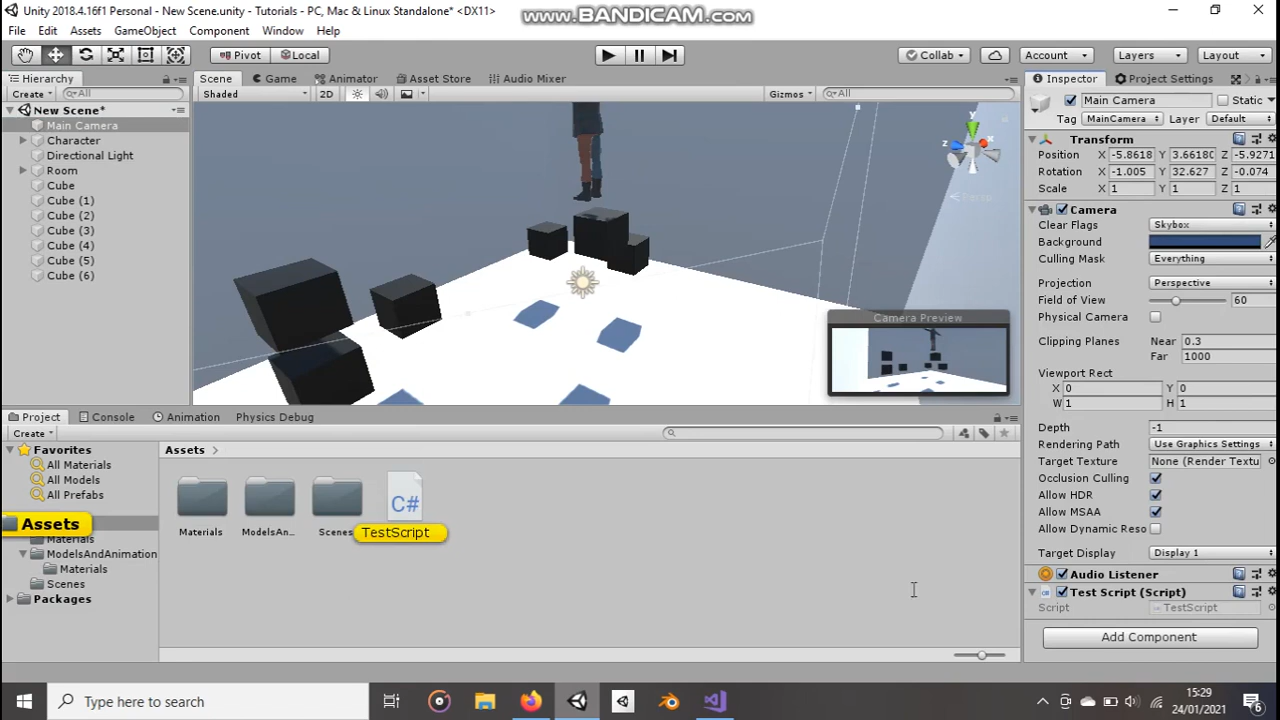 Unity 2018.4.16f1 Personal - New Scene.unity - Tutorials - PC, Mac & Linux Standalone* <DX11>
www.BANDICAM.com
File Edit Assets GameObject Component Window Help
Pivot Local Collab Account Layers Layout
Hierarchy Scene Game Animator Asset Store Audio Mixer Inspector Project Settings
Create All Shaded 2D Gizmos All
New Scene*
Main Camera
Character
Directional Light
Room
Cube
Cube (1)
Cube (2)
Cube (3)
Cube (4)
Cube (5)
Cube (6)
y
x
z
Persp
Camera Preview
Main Camera Static
Tag MainCamera Layer Default
Transform
Position X -5.8618 Y 3.6618C Z -5.9271
Rotation X -1.005 Y 32.627 Z -0.074
Scale X 1 Y 1 Z 1
Camera
Clear Flags Skybox
Background
Culling Mask Everything
Projection Perspective
Field of View 60
Physical Camera
Clipping Planes Near 0.3
Far 1000
Viewport Rect
X 0 Y 0
W 1 H 1
Depth -1
Rendering Path Use Graphics Settings
Target Texture None (Render Textu
Occlusion Culling
Allow HDR
Allow MSAA
Allow Dynamic Reso
Target Display Display 1
Audio Listener
Test Script (Script)
Script TestScript
Add Component
Project Console Animation Physics Debug
Create
Favorites
All Materials
All Models
All Prefabs
Assets
Materials
ModelsAndAnimation
Materials
Scenes
Packages
Assets
C#
Materials ModelsAn... Scenes TestScript
Type here to search
15:29
24/01/2021
6